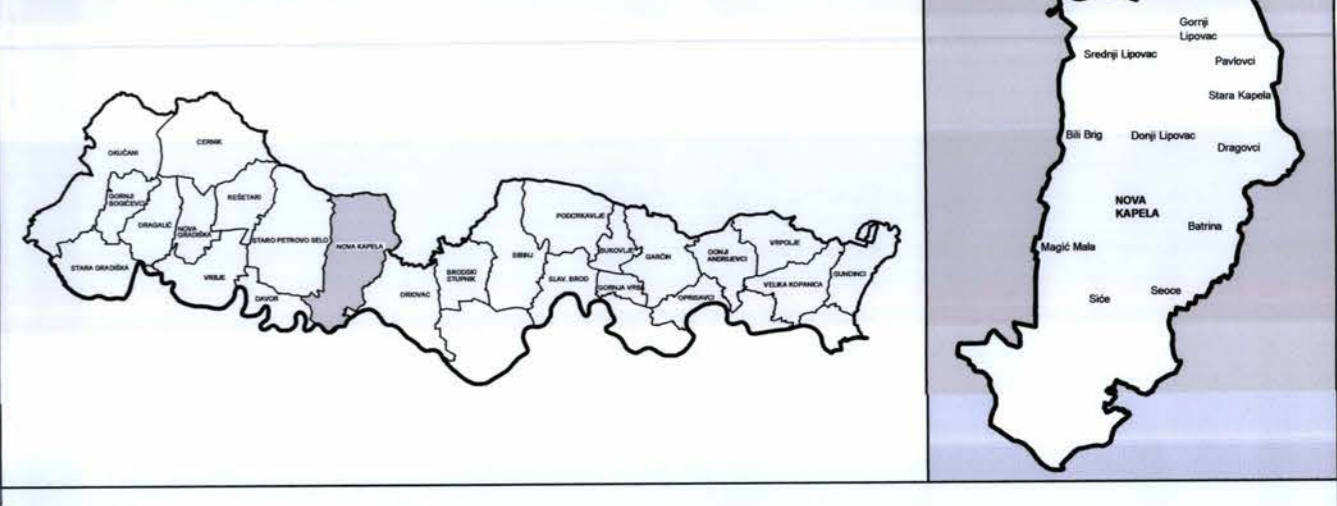 OKUČANI
CERNIK
GORNJI
BOGIĆEVCI
DRAGALIĆ
NOVA
GRADIŠKA
REŠETARI
STARO PETROVO SELO
NOVA KAPELA
STARA GRADIŠKA
VRBJE
DAVOR
ORIOVAC
BRODSKI
STUPNIK
SIBINJ
PODCRKAVLJE
BUKOVLJE
SLAV. BROD
GORNJA VRBA
GARČIN
OPRISAVCI
DONJI
ANDRIJEVCI
VRPOLJE
VELIKA KOPANICA
GUNDINCI
Gornji
Lipovac
Srednji Lipovac
Pavlovci
Stara Kapela
Bili Brig
Donji Lipovac
Dragovci
NOVA
KAPELA
Batrina
Magić Mala
Siće
Seoce